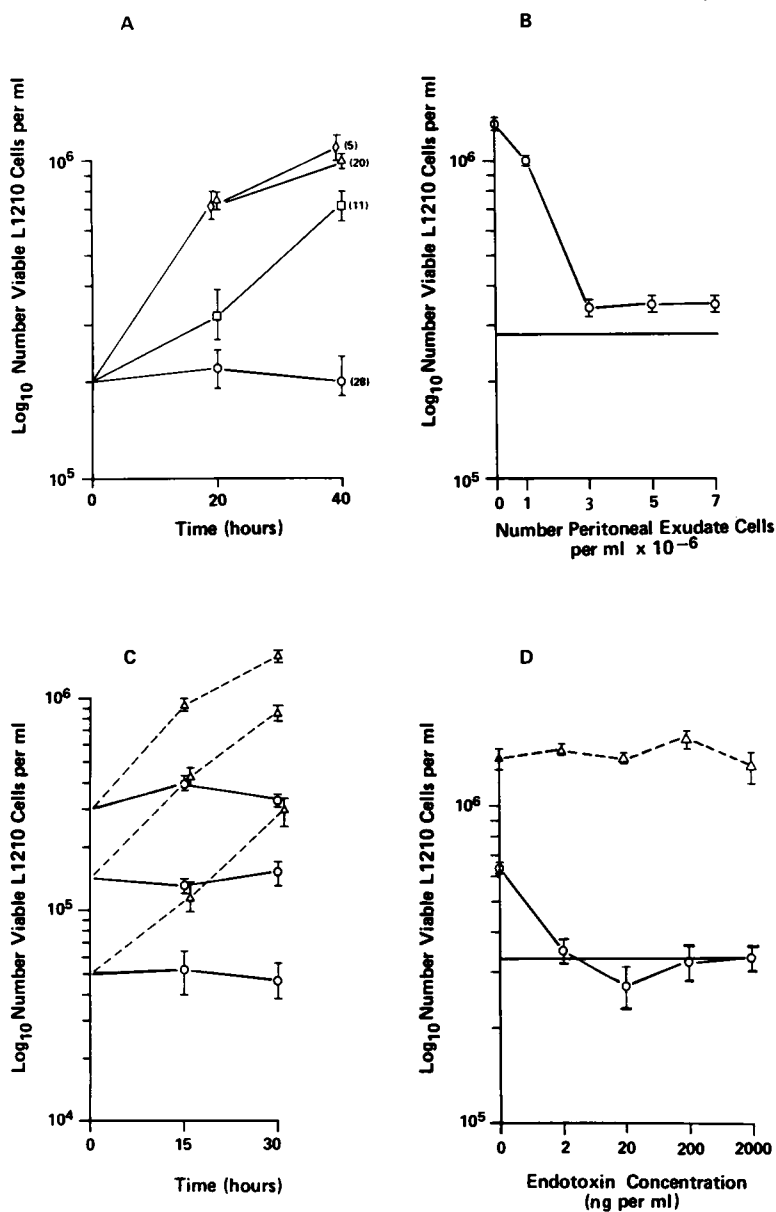 A
Log10 Number Viable L1210 Cells per ml
10^6
10^5
(5)
(20)
(11)
(28)
0 20 40
Time (hours)
B
Log10 Number Viable L1210 Cells per ml
10^6
10^5
0 1 3 5 7
Number Peritoneal Exudate Cells
per ml x 10^−6
C
Log10 Number Viable L1210 Cells per ml
10^6
10^5
10^4
0 15 30
Time (hours)
D
Log10 Number Viable L1210 Cells per ml
10^6
10^5
0 2 20 200 2000
Endotoxin Concentration
(ng per ml)